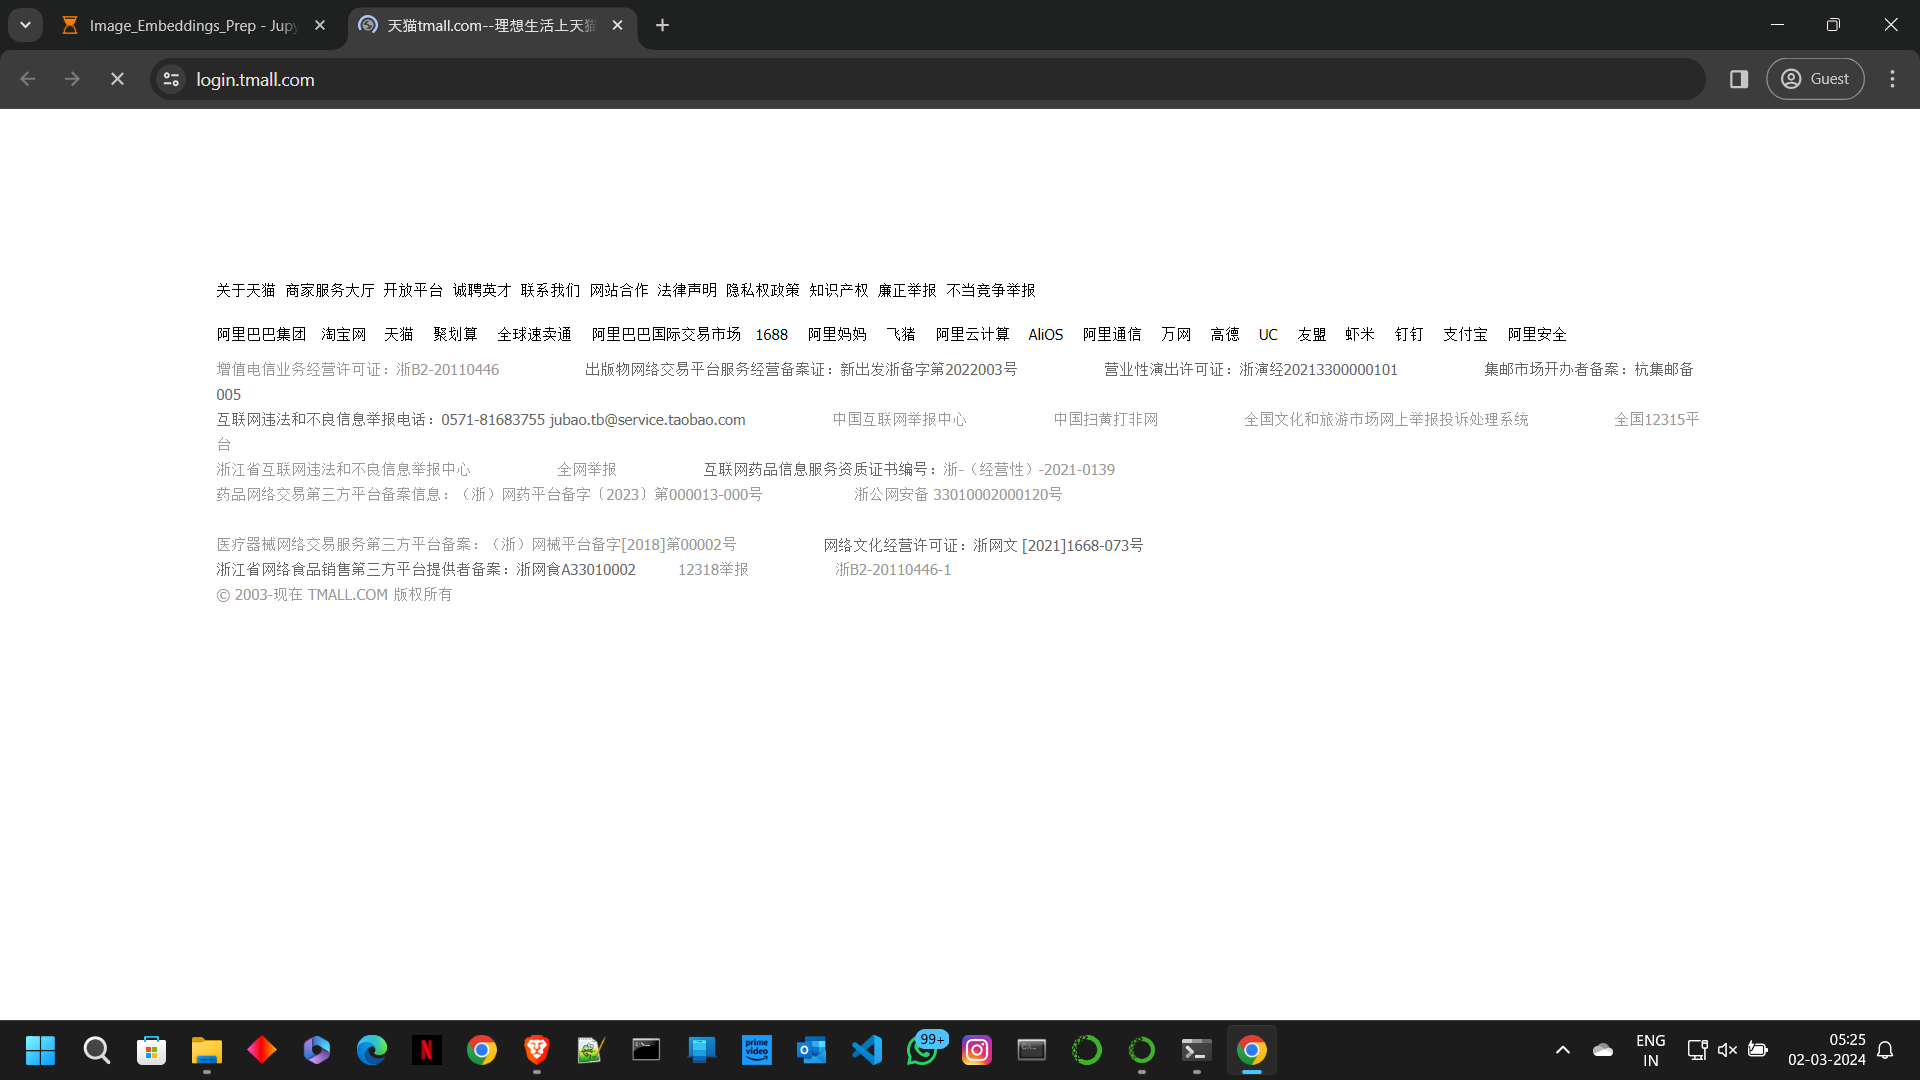 Image_Embeddings_Prep - Jupy
天猫tmall.com--理想生活上天猫
login.tmall.com
Guest
关于天猫 商家服务大厅 开放平台 诚聘英才 联系我们 网站合作 法律声明 隐私权政策 知识产权 廉正举报 不当竞争举报
阿里巴巴集团 淘宝网 天猫 聚划算 全球速卖通 阿里巴巴国际交易市场 1688 阿里妈妈 飞猪 阿里云计算 AliOS 阿里通信 万网 高德 UC 友盟 虾米 钉钉 支付宝 阿里安全
增值电信业务经营许可证：浙B2-20110446 出版物网络交易平台服务经营备案证：新出发浙备字第2022003号 营业性演出许可证：浙演经20213300000101 集邮市场开办者备案：杭集邮备
005
互联网违法和不良信息举报电话：0571-81683755 jubao.tb@service.taobao.com 中国互联网举报中心 中国扫黄打非网 全国文化和旅游市场网上举报投诉处理系统 全国12315平
台
浙江省互联网违法和不良信息举报中心 全网举报 互联网药品信息服务资质证书编号：浙-（经营性）-2021-0139
药品网络交易第三方平台备案信息：（浙）网药平台备字〔2023〕第000013-000号 浙公网安备 33010002000120号
医疗器械网络交易服务第三方平台备案：（浙）网械平台备字[2018]第00002号 网络文化经营许可证：浙网文 [2021]1668-073号
浙江省网络食品销售第三方平台提供者备案：浙网食A33010002 12318举报 浙B2-20110446-1
© 2003-现在 TMALL.COM 版权所有
N
prime video
99+
ENG
IN
05:25
02-03-2024